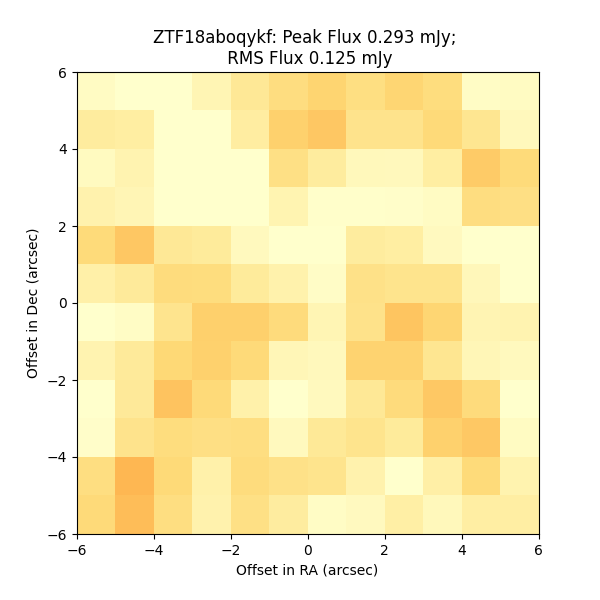 ZTF18aboqykf: Peak Flux 0.293 mJy;
RMS Flux 0.125 mJy
6
4
2
0
−2
−4
−6
Offset in Dec (arcsec)
−6 −4 −2 0 2 4 6
Offset in RA (arcsec)